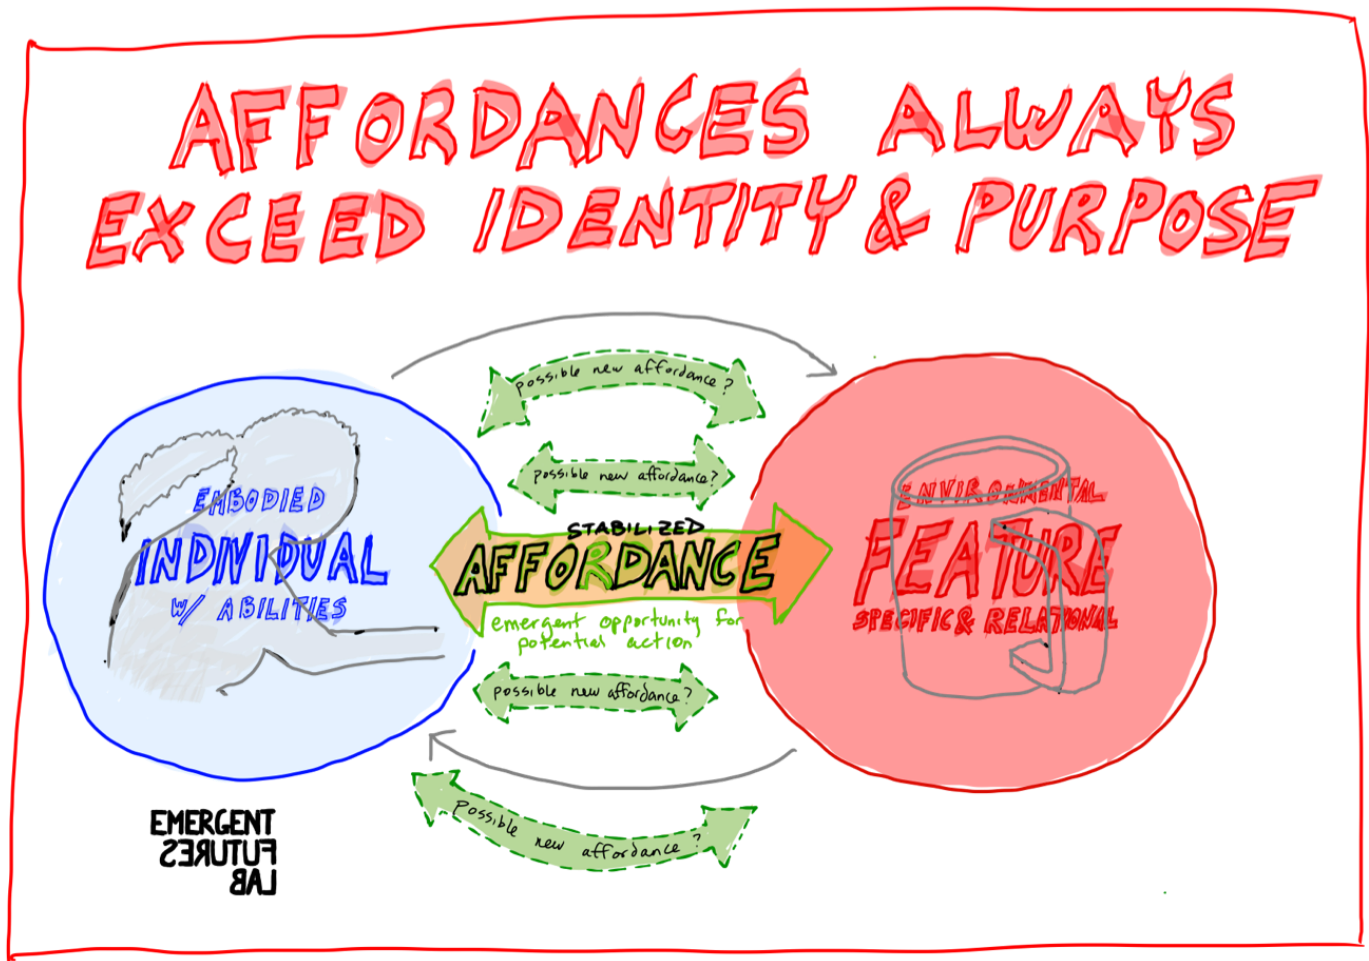 AFFORDANCES ALWAYS
EXCEED IDENTITY & PURPOSE
possible new affordance?
possible new affordance?
EMBODIED
INDIVIDUAL
W/ ABILITIES
STABILIZED
AFFORDANCE
emergent opportunity for
potential action
ENVIRONMENTAL
FEATURE
SPECIFIC & RELATIONAL
possible new affordance?
possible new affordance?
EMERGENT
FUTURES
LAB